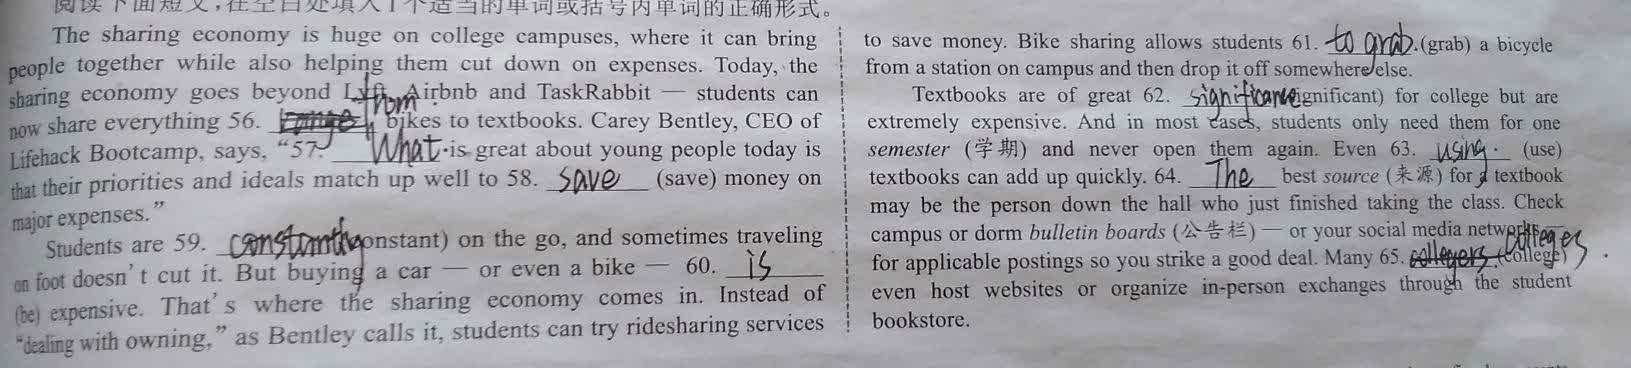 阅读下面短文,在空白处填入1个适当的单词或括号内单词的正确形式。
The sharing economy is huge on college campuses, where it can bring
people together while also helping them cut down on expenses. Today, the
sharing economy goes beyond Lyft, Airbnb and TaskRabbit — students can
now share everything 56. from bikes to textbooks. Carey Bentley, CEO of
Lifehack Bootcamp, says, “57. What is great about young people today is
that their priorities and ideals match up well to 58. save (save) money on
major expenses.”
Students are 59. constantly (constant) on the go, and sometimes traveling
on foot doesn't cut it. But buying a car — or even a bike — 60. is
(be) expensive. That's where the sharing economy comes in. Instead of
“dealing with owning,” as Bentley calls it, students can try ridesharing services
to save money. Bike sharing allows students 61. to grab (grab) a bicycle
from a station on campus and then drop it off somewhere else.
Textbooks are of great 62. significance (significant) for college but are
extremely expensive. And in most cases, students only need them for one
semester (学期) and never open them again. Even 63. using (use)
textbooks can add up quickly. 64. The best source (来源) for a textbook
may be the person down the hall who just finished taking the class. Check
campus or dorm bulletin boards (公告栏) — or your social media networks —
for applicable postings so you strike a good deal. Many 65. colleges (college)
even host websites or organize in-person exchanges through the student
bookstore.